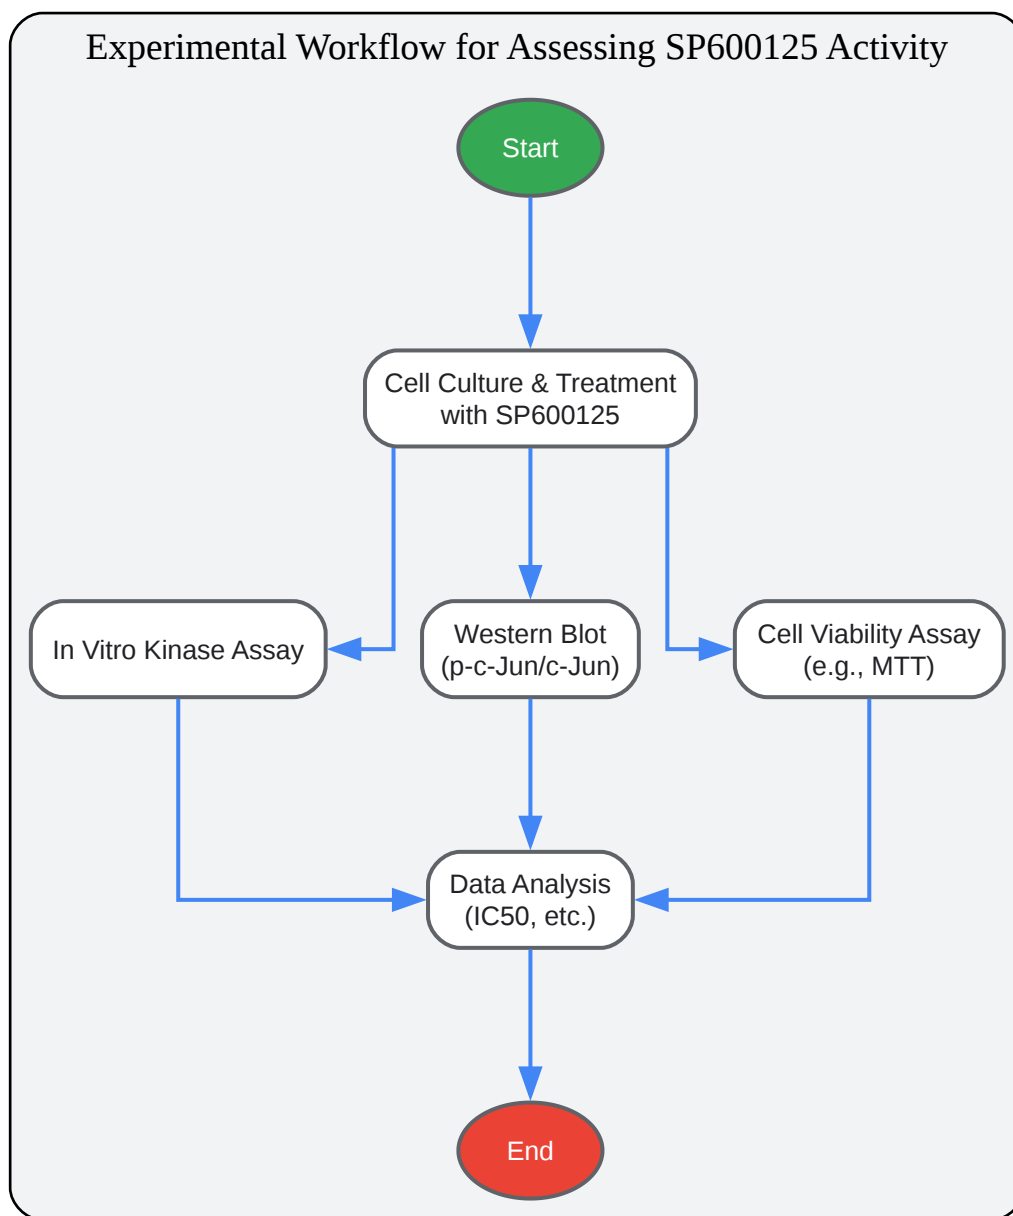 Experimental Workflow for Assessing SP600125 Activity
Start
Cell Culture & Treatment
with SP600125
In Vitro Kinase Assay
Western Blot
(p-c-Jun/c-Jun)
Cell Viability Assay
(e.g., MTT)
Data Analysis
(IC50, etc.)
End